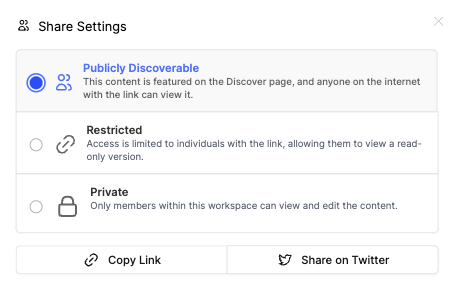 Share Settings
Publicly Discoverable
This content is featured on the Discover page, and anyone on the internet
with the link can view it.
Restricted
Access is limited to individuals with the link, allowing them to view a read-
only version.
Private
Only members within this workspace can view and edit the content.
Copy Link
Share on Twitter